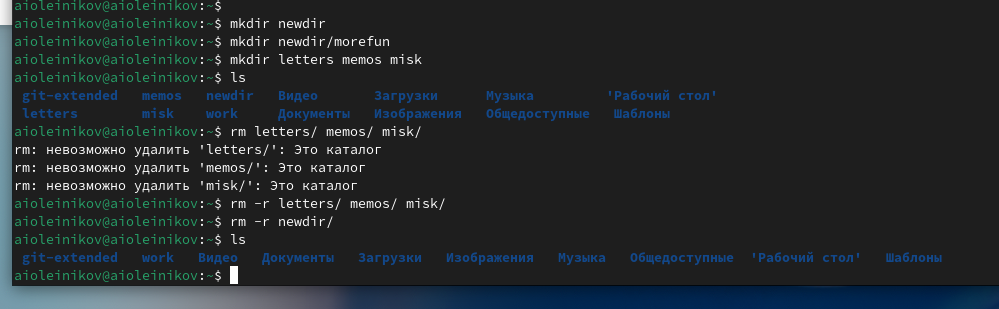 aioleinikov@aioleinikov:~$
aioleinikov@aioleinikov:~$ mkdir newdir
aioleinikov@aioleinikov:~$ mkdir newdir/morefun
aioleinikov@aioleinikov:~$ mkdir letters memos misk
aioleinikov@aioleinikov:~$ ls
git-extended memos newdir Видео Загрузки Музыка 'Рабочий стол'
letters misk work Документы Изображения Общедоступные Шаблоны
aioleinikov@aioleinikov:~$ rm letters/ memos/ misk/
rm: невозможно удалить 'letters/': Это каталог
rm: невозможно удалить 'memos/': Это каталог
rm: невозможно удалить 'misk/': Это каталог
aioleinikov@aioleinikov:~$ rm -r letters/ memos/ misk/
aioleinikov@aioleinikov:~$ rm -r newdir/
aioleinikov@aioleinikov:~$ ls
git-extended work Видео Документы Загрузки Изображения Музыка Общедоступные 'Рабочий стол' Шаблоны
aioleinikov@aioleinikov:~$